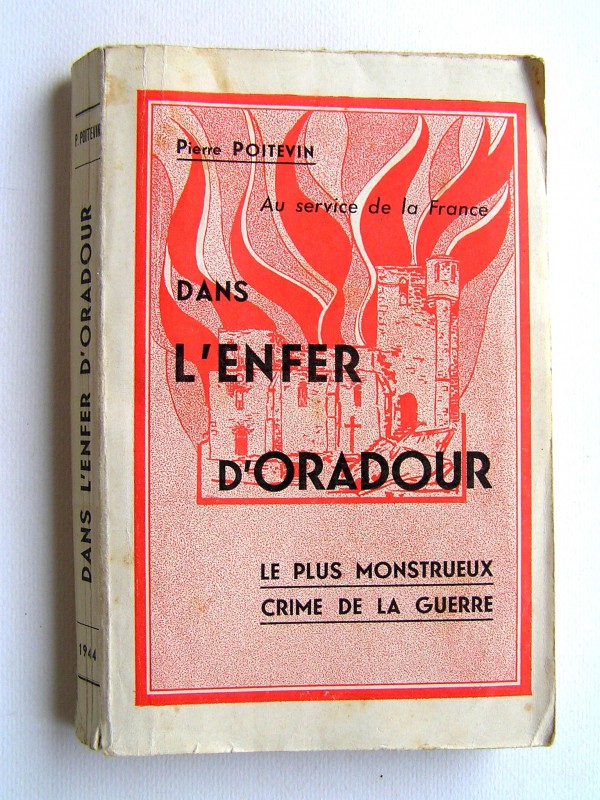 Pierre POITEVIN
Au service de la France
DANS
L'ENFER
D'ORADOUR
LE PLUS MONSTRUEUX
CRIME DE LA GUERRE
P. POITEVIN
DANS L'ENFER D'ORADOUR
1944